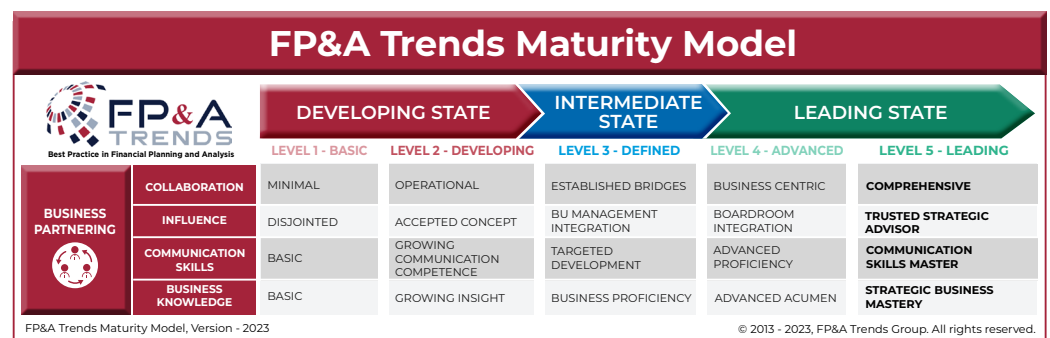 FP&A Trends Maturity Model
FP&A
TRENDS
Best Practice in Financial Planning and Analysis
DEVELOPING STATE
INTERMEDIATE
STATE
LEADING STATE
LEVEL 1 - BASIC
LEVEL 2 - DEVELOPING
LEVEL 3 - DEFINED
LEVEL 4 - ADVANCED
LEVEL 5 - LEADING
BUSINESS
PARTNERING
COLLABORATION
MINIMAL
OPERATIONAL
ESTABLISHED BRIDGES
BUSINESS CENTRIC
COMPREHENSIVE
INFLUENCE
DISJOINTED
ACCEPTED CONCEPT
BU MANAGEMENT
INTEGRATION
BOARDROOM
INTEGRATION
TRUSTED STRATEGIC
ADVISOR
COMMUNICATION
SKILLS
BASIC
GROWING
COMMUNICATION
COMPETENCE
TARGETED
DEVELOPMENT
ADVANCED
PROFICIENCY
COMMUNICATION
SKILLS MASTER
BUSINESS
KNOWLEDGE
BASIC
GROWING INSIGHT
BUSINESS PROFICIENCY
ADVANCED ACUMEN
STRATEGIC BUSINESS
MASTERY
FP&A Trends Maturity Model, Version - 2023
© 2013 - 2023, FP&A Trends Group. All rights reserved.